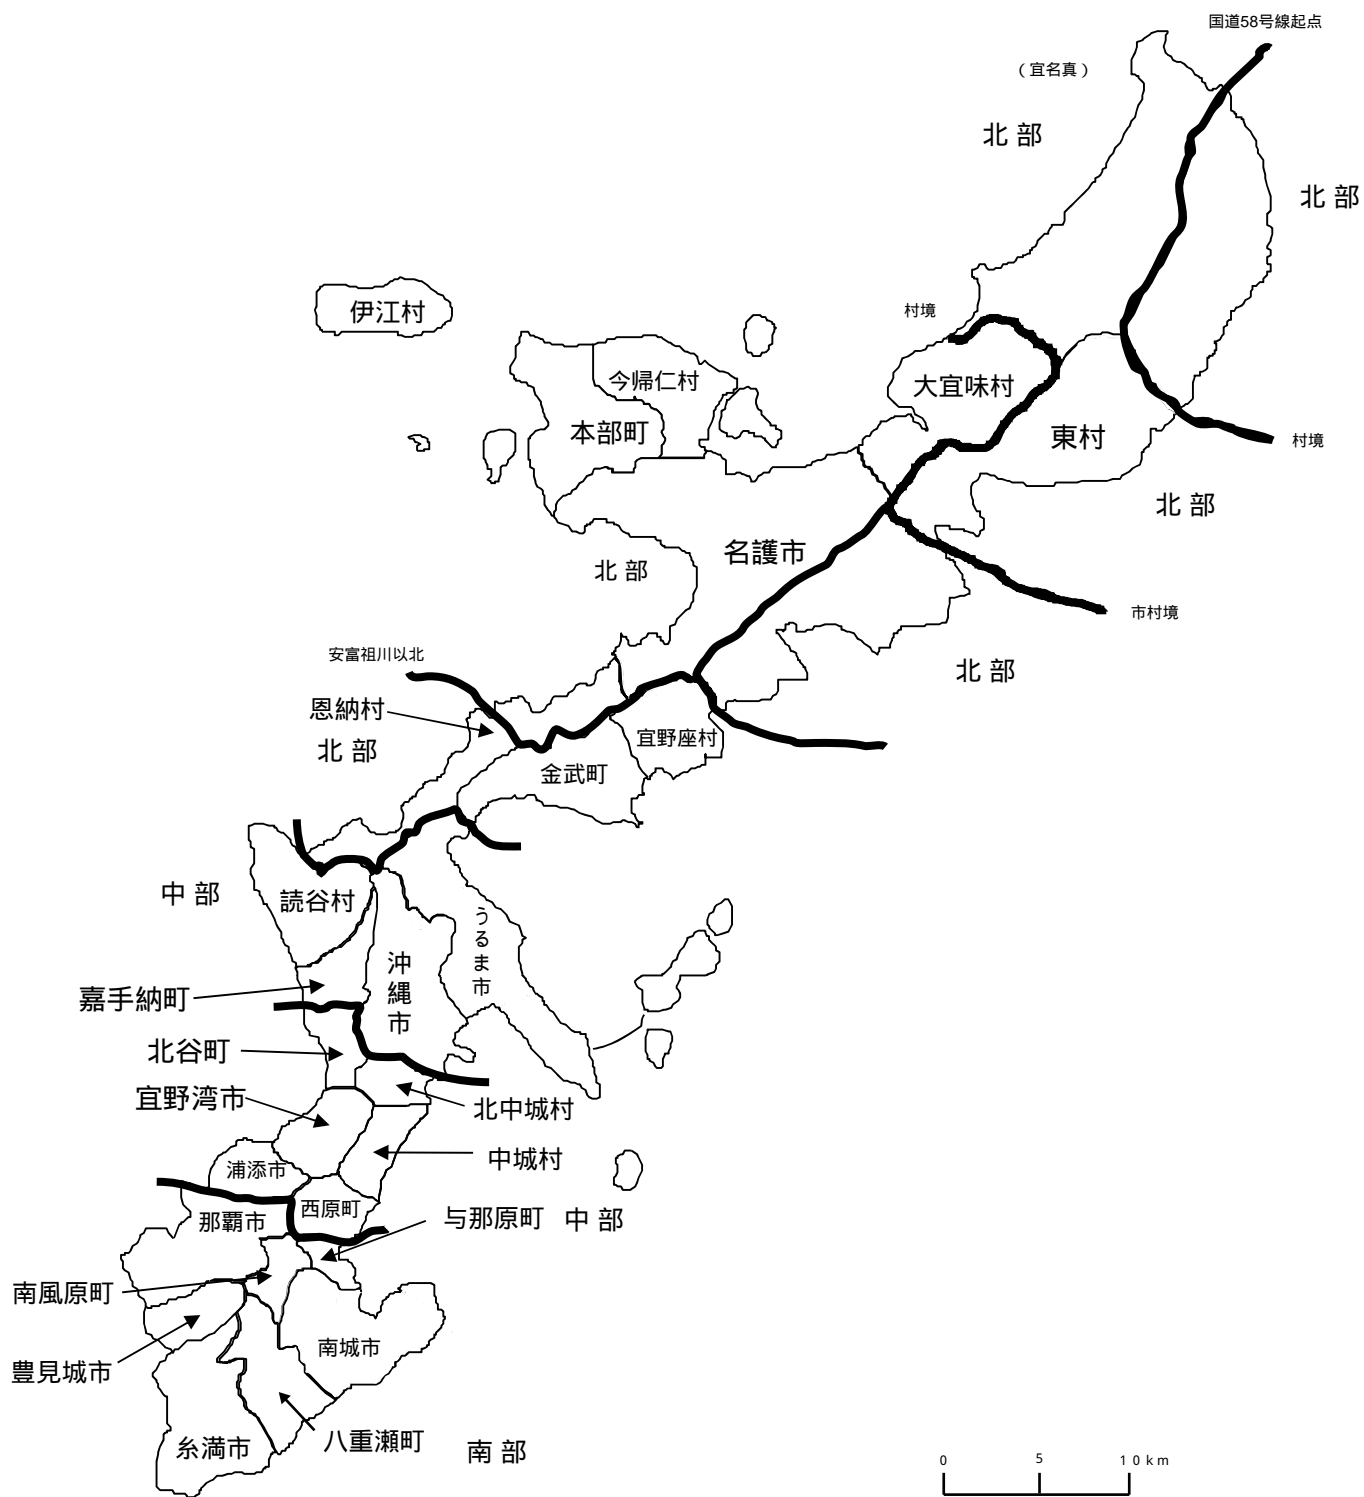 国道58号線起点
（宜名真）
北部
北部
伊江村
村境
今帰仁村
大宜味村
本部町
東村
村境
北部
名護市
北部
市村境
安富祖川以北
北部
恩納村
宜野座村
北部
金武町
中部
読谷村
うるま市
沖縄市
嘉手納町
北谷町
宜野湾市
北中城村
中城村
浦添市
西原町
与那原町
中部
那覇市
南風原町
南城市
豊見城市
八重瀬町
糸満市
南部
0 5 10km